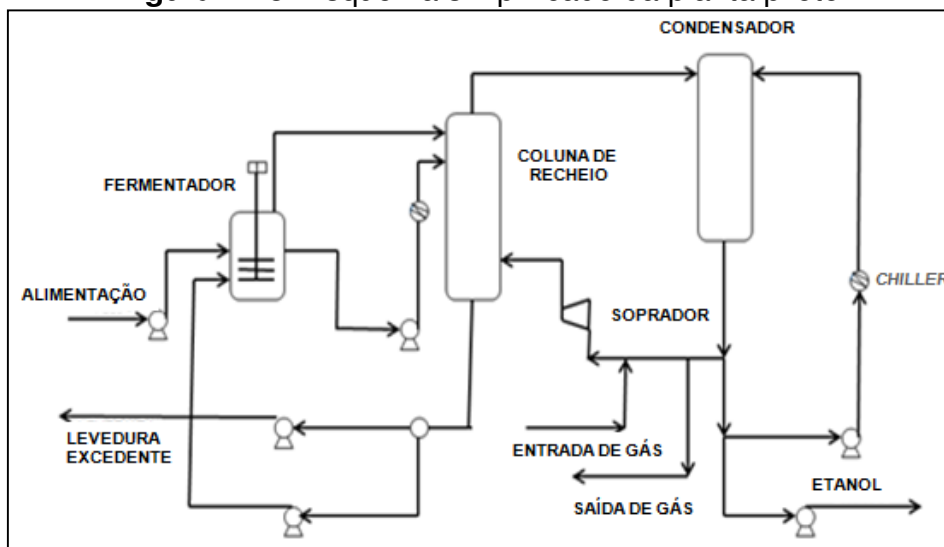 CONDENSADOR
COLUNA DE
RECHEIO
FERMENTADOR
ALIMENTAÇÃO
CHILLER
SOPRADOR
LEVEDURA
EXCEDENTE
ENTRADA DE GÁS
SAÍDA DE GÁS
ETANOL